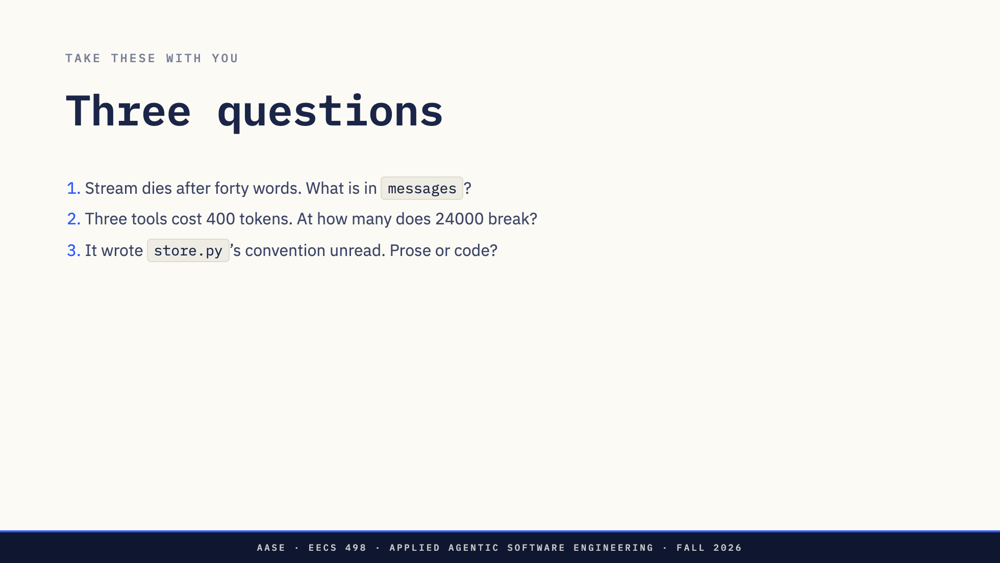 TAKE THESE WITH YOU
Three questions
1. Stream dies after forty words. What is in messages?
2. Three tools cost 400 tokens. At how many does 24000 break?
3. It wrote store.py’s convention unread. Prose or code?
AASE · EECS 498 · APPLIED AGENTIC SOFTWARE ENGINEERING · FALL 2026